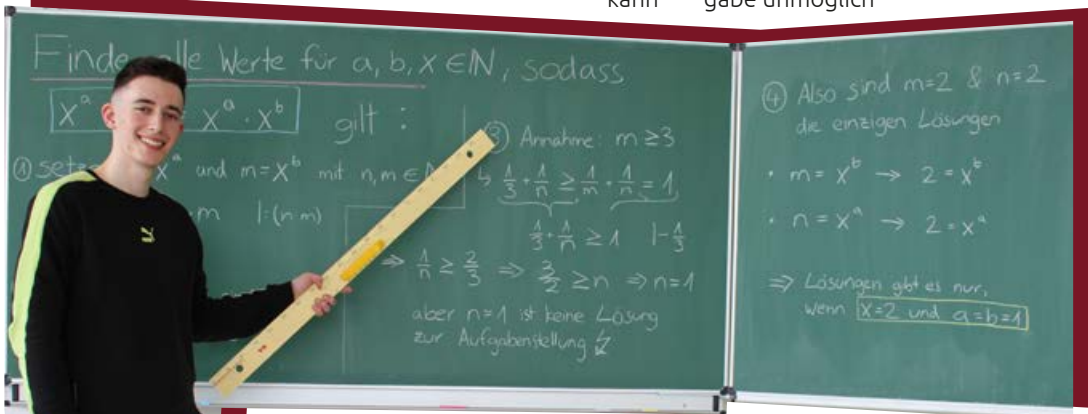 kann gabe unmöglich
Finde alle Werte für a, b, x ∈ ℕ, sodass
x^a x^a · x^b gilt :
① setze x^a und m=x^b mit n,m ∈
m |:(n·m)
③ Annahme: m ≥ 3
↳ 1/3 + 1/n ≥ 1/m + 1/n = 1
1/3 + 1/n ≥ 1 |-1/3
⇒ 1/n ≥ 2/3 ⇒ 3/2 ≥ n ⇒ n=1
aber n=1 ist keine Lösung
zur Aufgabenstellung ↯
④ Also sind m=2 & n=2
die einzigen Lösungen
· m = x^b → 2 = x^b
· n = x^a → 2 = x^a
⇒ Lösungen gibt es nur,
wenn x=2 und a=b=1